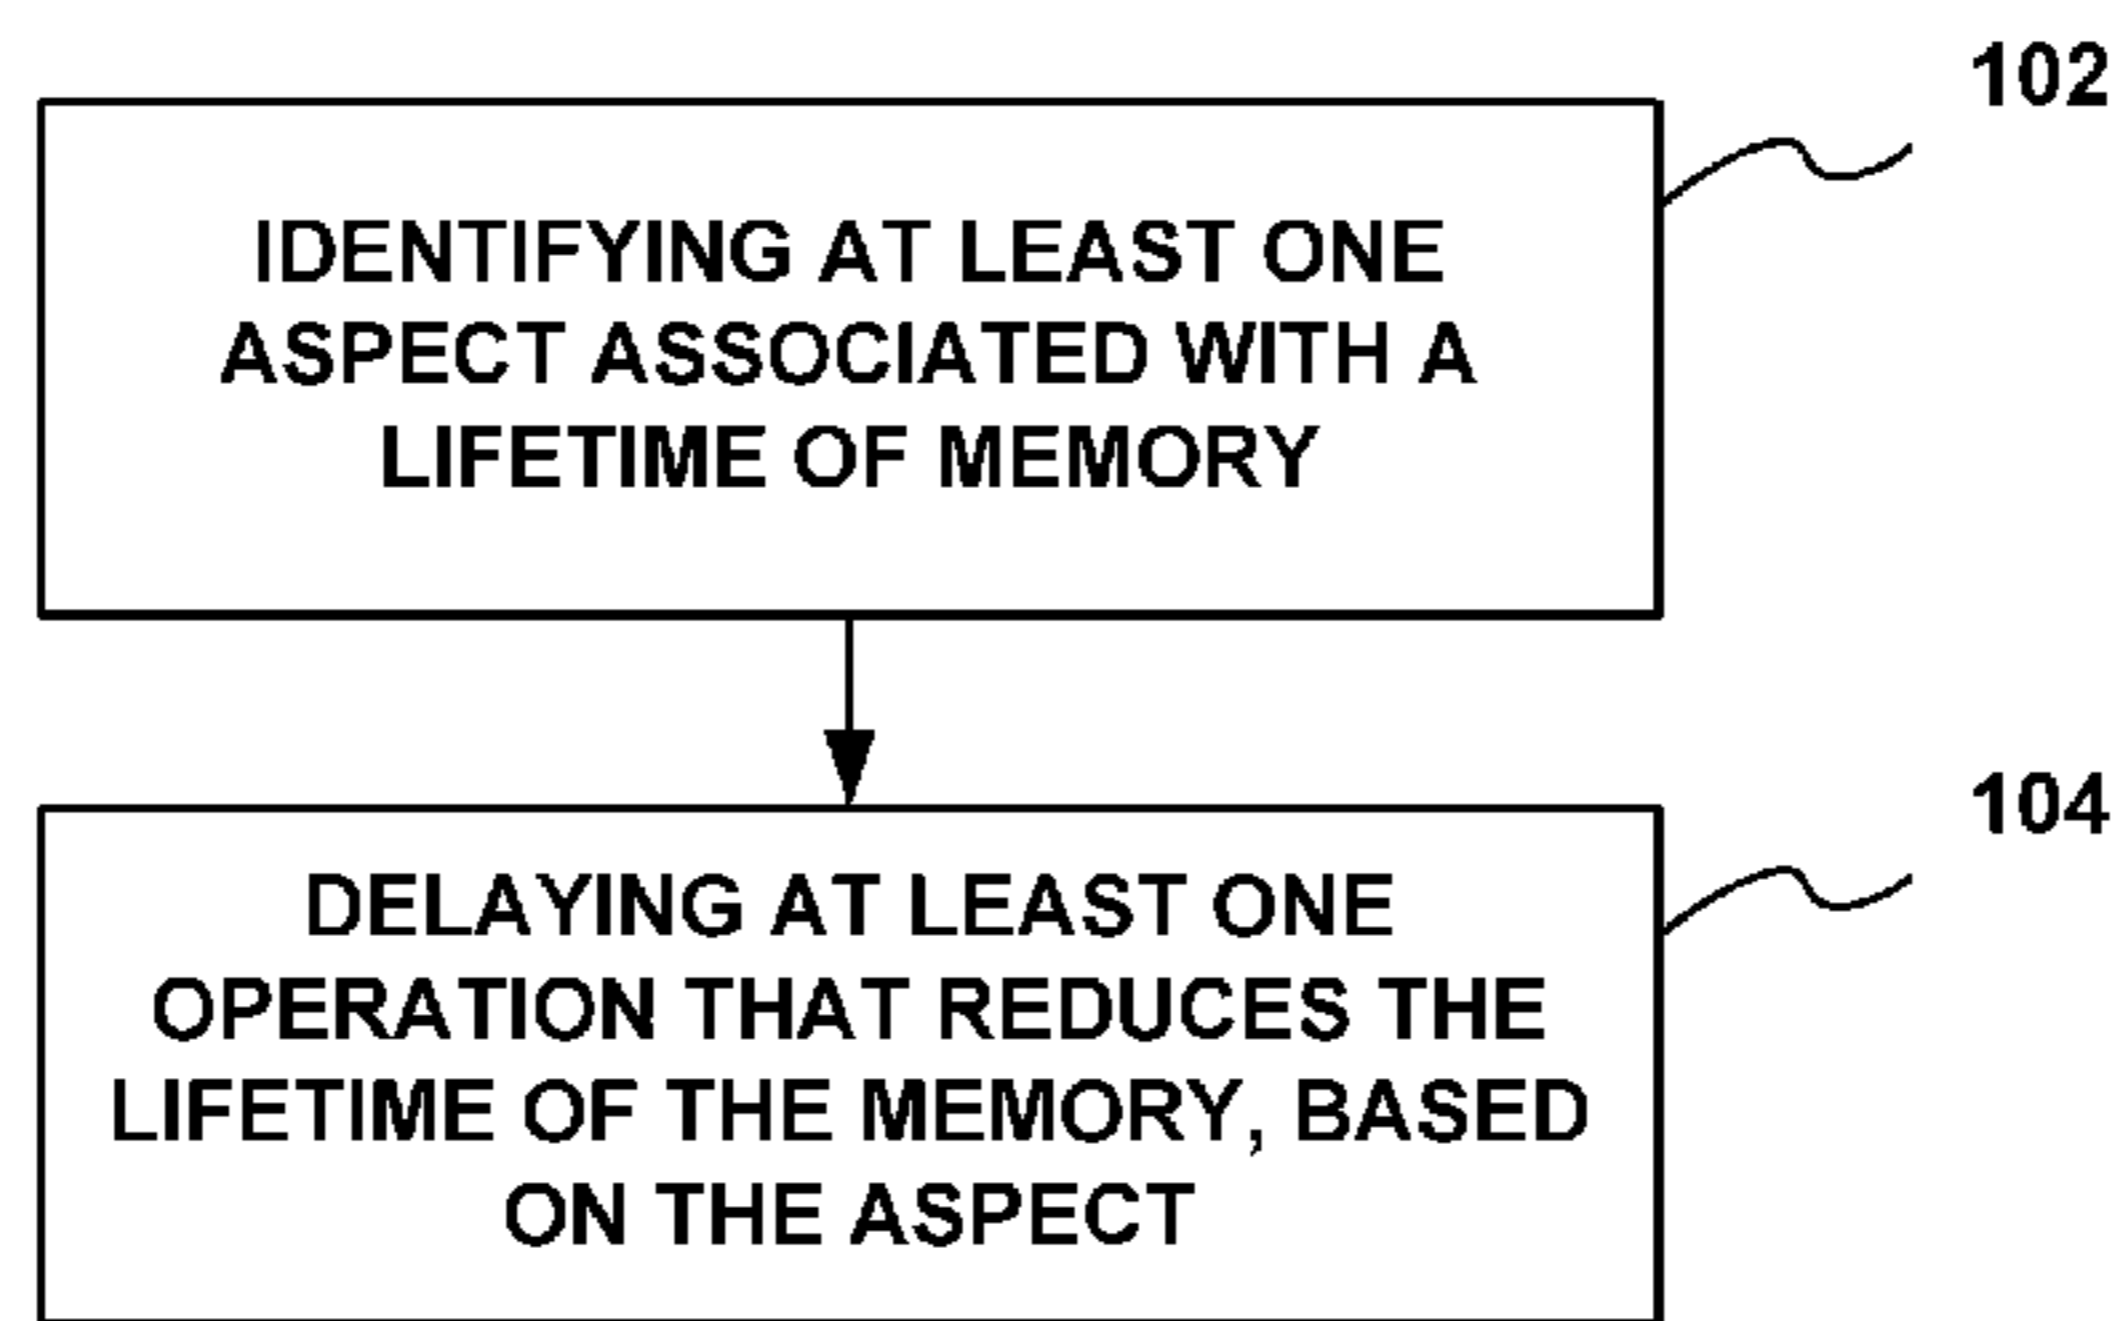 102
IDENTIFYING AT LEAST ONE
ASPECT ASSOCIATED WITH A
LIFETIME OF MEMORY
104
DELAYING AT LEAST ONE
OPERATION THAT REDUCES THE
LIFETIME OF THE MEMORY, BASED
ON THE ASPECT